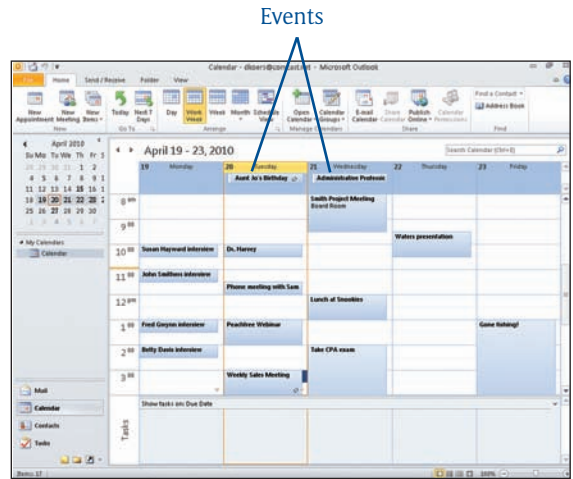 Events
Calendar - dkoers@comcast.net - Microsoft Outlook
File Home Send / Receive Folder View
New Appointment
New Meeting
New Items
Today
Next 7 Days
Day
Work Week
Week
Month
Schedule View
Open Calendar
Calendar Groups
E-mail Calendar
Share Calendar
Publish Online
Calendar Permissions
Find a Contact
Address Book
New Go To Arrange Manage Calendars Share Find
April 2010
Su Mo Tu We Th Fr S
28 29 30 31 1 2
4 5 6 7 8 9 1
11 12 13 14 15 16 1
18 19 20 21 22 23 2
25 26 27 28 29 30
2 3 4 5 6 7
My Calendars
Calendar
Mail
Calendar
Contacts
Tasks
April 19 - 23, 2010
Search Calendar (Ctrl+E)
19 Monday 20 Tuesday 21 Wednesday 22 Thursday 23 Friday
Aunt Jo's Birthday Administrative Profession
8 am Smith Project Meeting
Board Room
9 00
Waters presentation
10 00 Susan Hayward interview Dr. Harvey
11 00 John Smithers interview
Phone meeting with Sam
12 pm Lunch at Snookies
1 00 Fred Gwynn interview Peachtree Webinar Gone fishing!
2 00 Betty Davis interview Take CPA exam
3 00 Weekly Sales Meeting
Show tasks on: Due Date
Tasks
Items: 17 100%